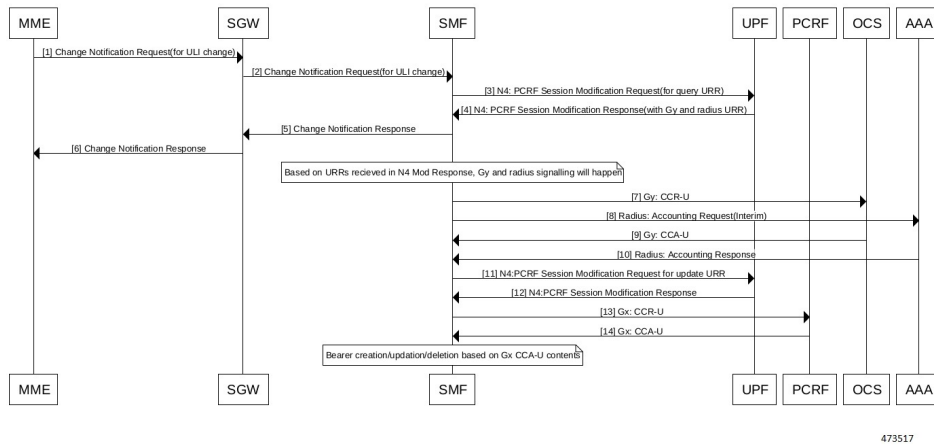 MME SGW SMF UPF PCRF OCS AAA
[1] Change Notification Request(for ULI change)
[2] Change Notification Request(for ULI change)
[3] N4: PCRF Session Modification Request(for query URR)
[4] N4: PCRF Session Modification Response(with Gy and radius URR)
[5] Change Notification Response
[6] Change Notification Response
Based on URRs recieved in N4 Mod Response, Gy and radius signalling will happen
[7] Gy: CCR-U
[8] Radius: Accounting Request(Interim)
[9] Gy: CCA-U
[10] Radius: Accounting Response
[11] N4:PCRF Session Modification Request for update URR
[12] N4:PCRF Session Modification Response
[13] Gx: CCR-U
[14] Gx: CCA-U
Bearer creation/updation/deletion based on Gx CCA-U contents
MME SGW SMF UPF PCRF OCS AAA
473517